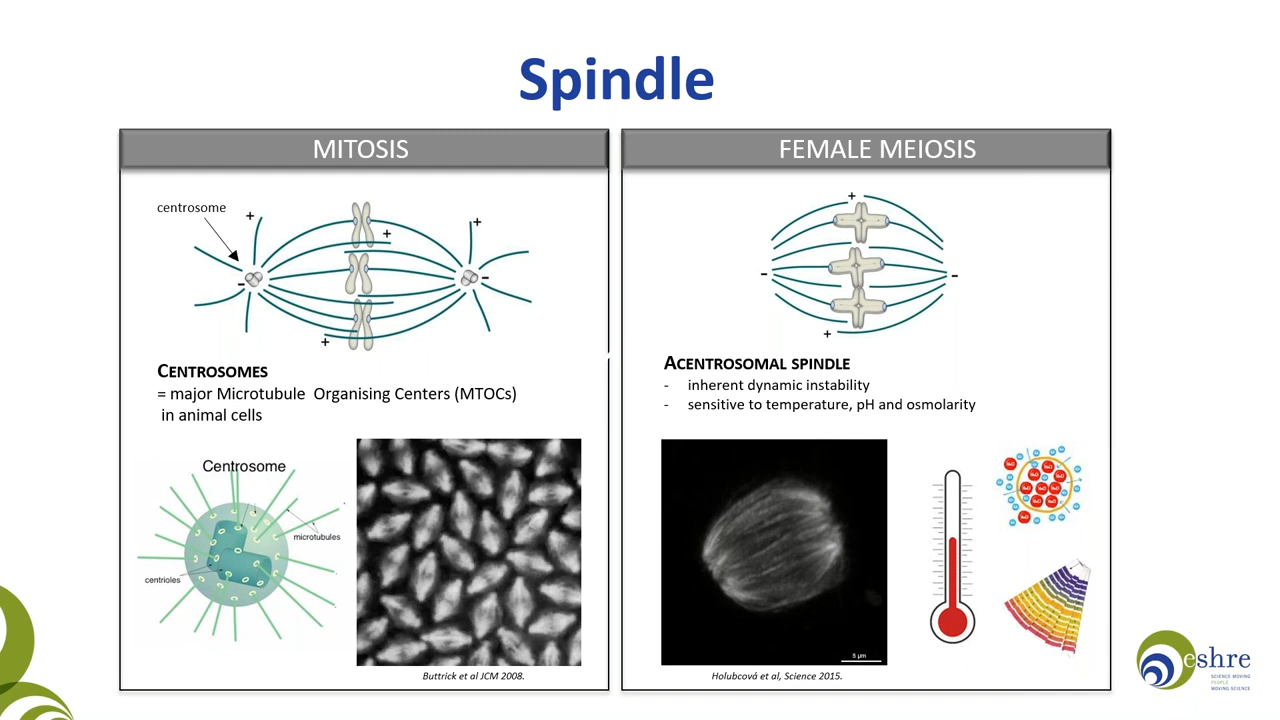 Spindle
MITOSIS
centrosome
+
+
+
-
-
+
CENTROSOMES
= major Microtubule Organising Centers (MTOCs)
in animal cells
Centrosome
microtubules
centrioles
Buttrick et al JCM 2008.
FEMALE MEIOSIS
+
-
-
+
ACENTROSOMAL SPINDLE
- inherent dynamic instability
- sensitive to temperature, pH and osmolarity
5 µm
Holubcová et al, Science 2015.
eshre
SCIENCE MOVING
PEOPLE
MOVING SCIENCE